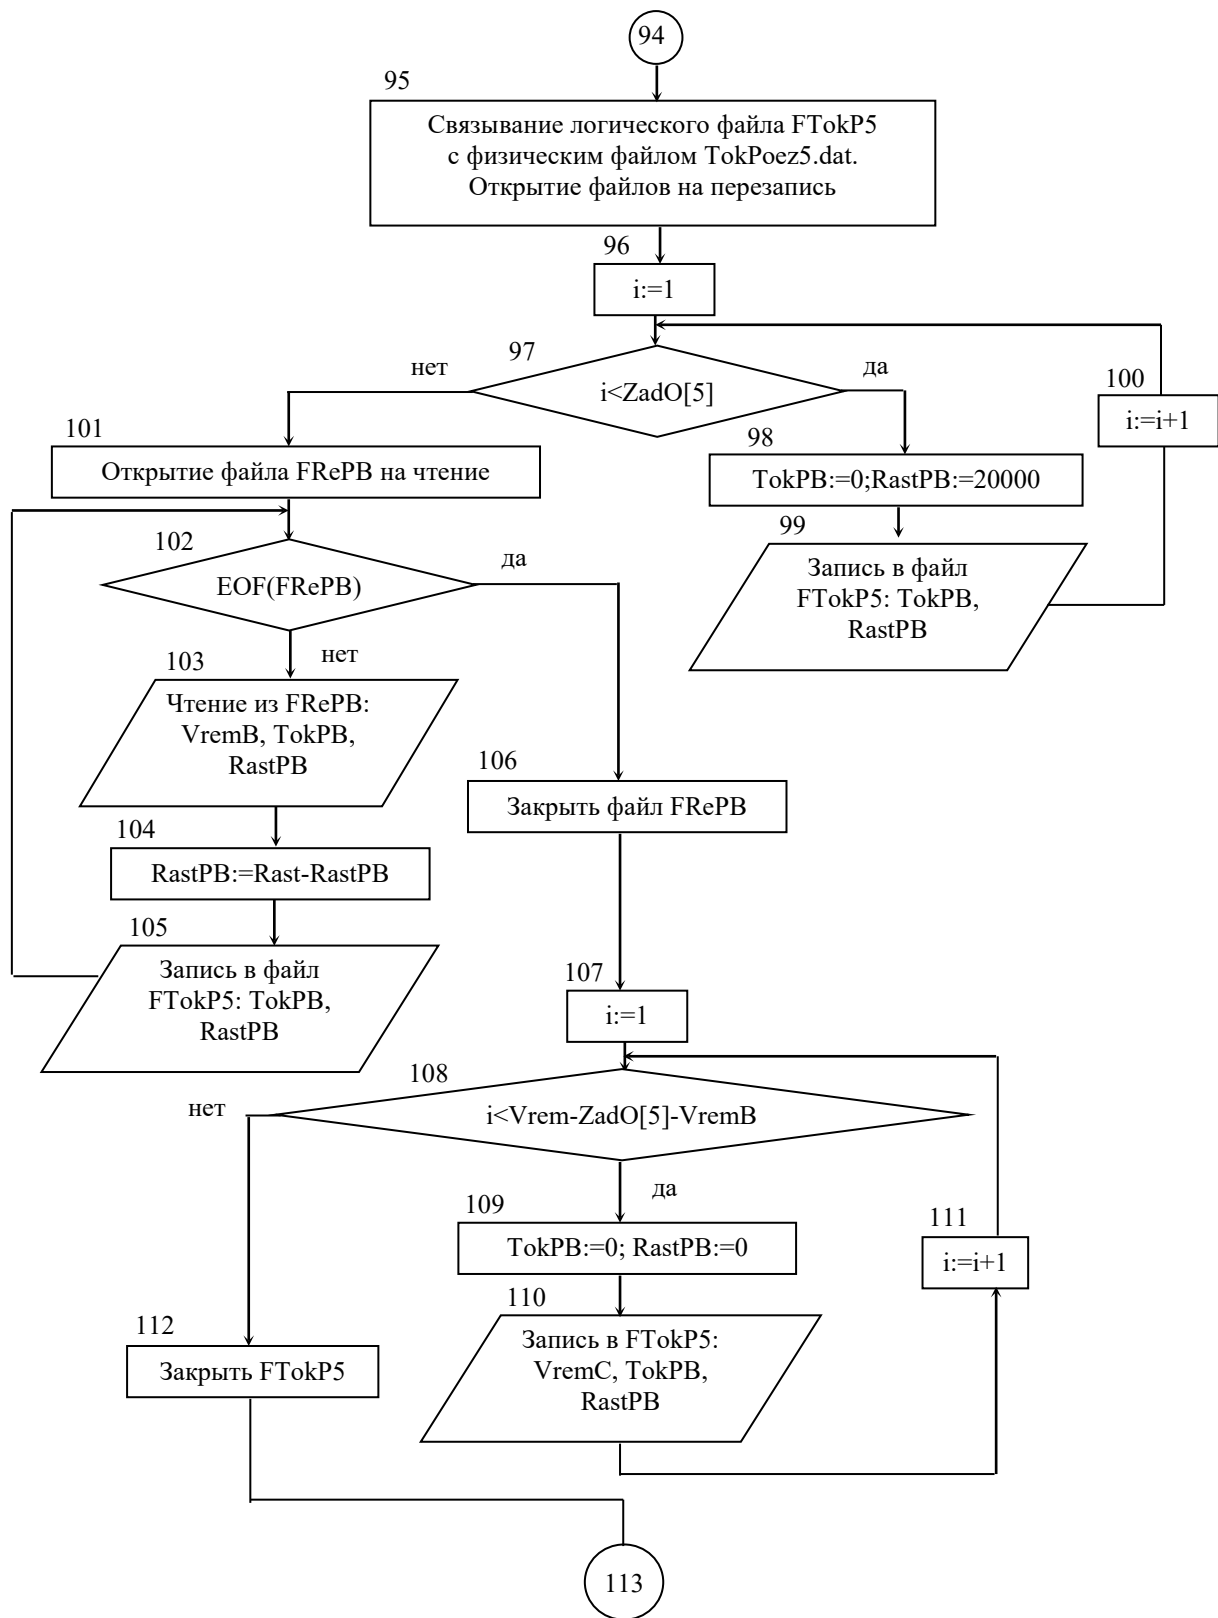 94
95
Связывание логического файла FTokP5
с физическим файлом TokPoez5.dat.
Открытие файлов на перезапись
96
i:=1
97
нет
да
i<ZadO[5]
100
i:=i+1
101
Открытие файла FRePB на чтение
98
TokPB:=0;RastPB:=20000
99
Запись в файл
FTokP5: TokPB,
RastPB
102
да
EOF(FRePB)
нет
103
Чтение из FRePB:
VremB, TokPB,
RastPB
106
Закрыть файл FRePB
104
RastPB:=Rast-RastPB
105
Запись в файл
FTokP5: TokPB,
RastPB
107
i:=1
108
нет
i<Vrem-ZadO[5]-VremB
да
109
TokPB:=0; RastPB:=0
111
i:=i+1
110
Запись в FTokP5:
VremC, TokPB,
RastPB
112
Закрыть FTokP5
113